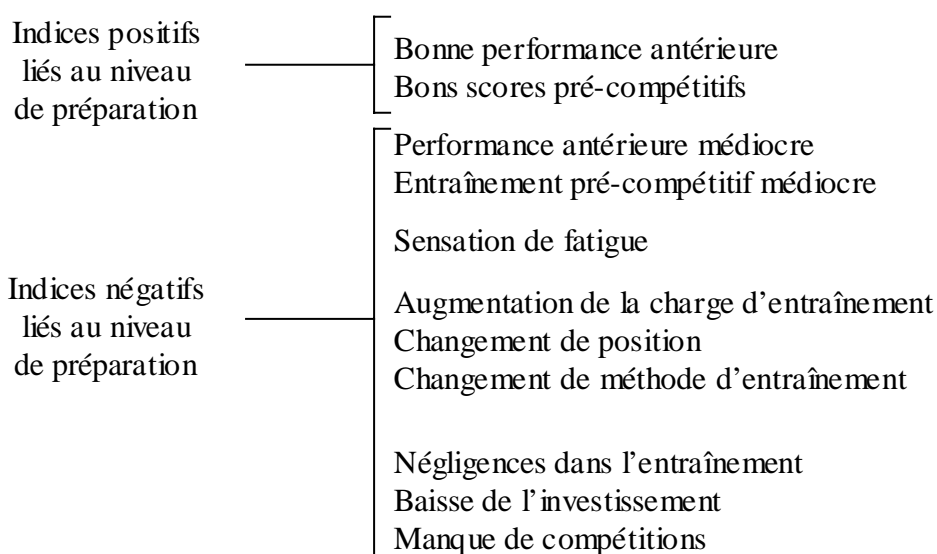 Indices positifs
liés au niveau
de préparation
Bonne performance antérieure
Bons scores pré-compétitifs
Performance antérieure médiocre
Entraînement pré-compétitif médiocre
Sensation de fatigue
Indices négatifs
liés au niveau
de préparation
Augmentation de la charge d'entraînement
Changement de position
Changement de méthode d'entraînement
Négligences dans l'entraînement
Baisse de l'investissement
Manque de compétitions